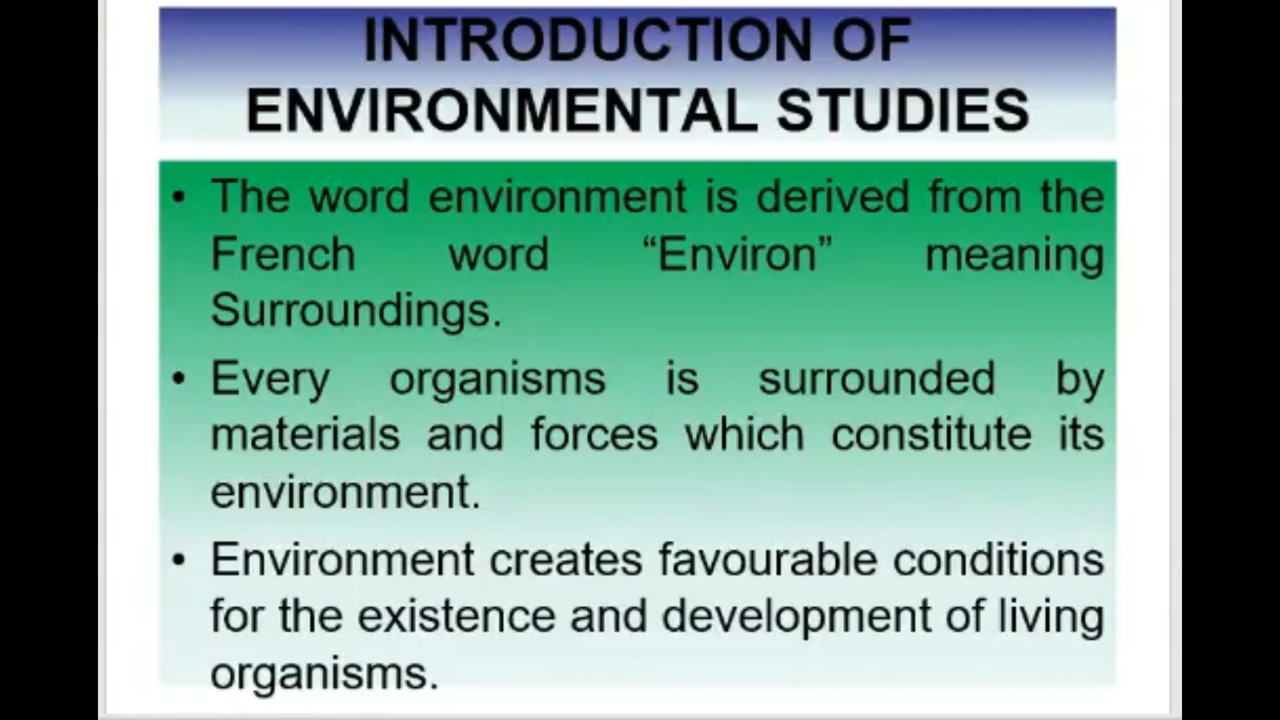 INTRODUCTION OF
ENVIRONMENTAL STUDIES
• The word environment is derived from the
French word “Environ” meaning
Surroundings.
• Every organisms is surrounded by
materials and forces which constitute its
environment.
• Environment creates favourable conditions
for the existence and development of living
organisms.